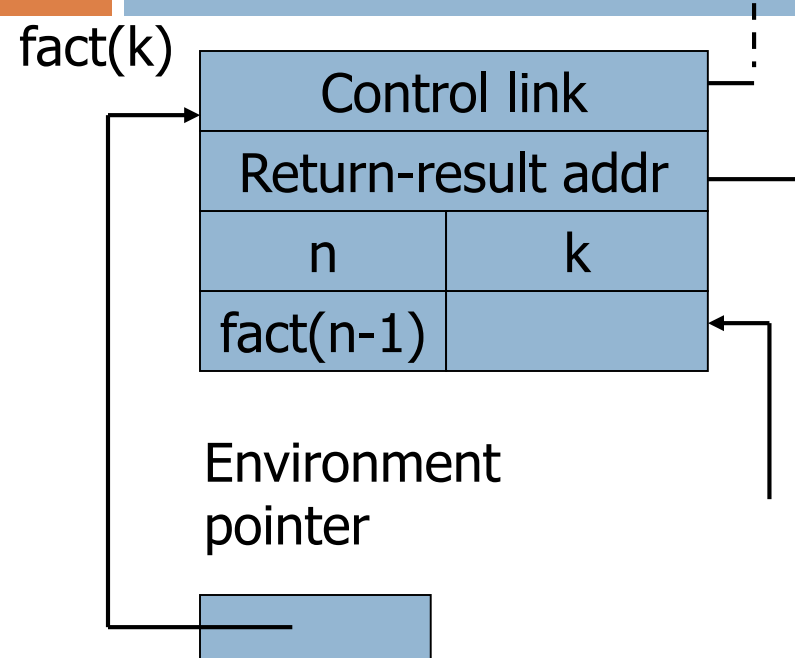 fact(k)
Control link
Return-result addr
n k
fact(n-1)
Environment
pointer